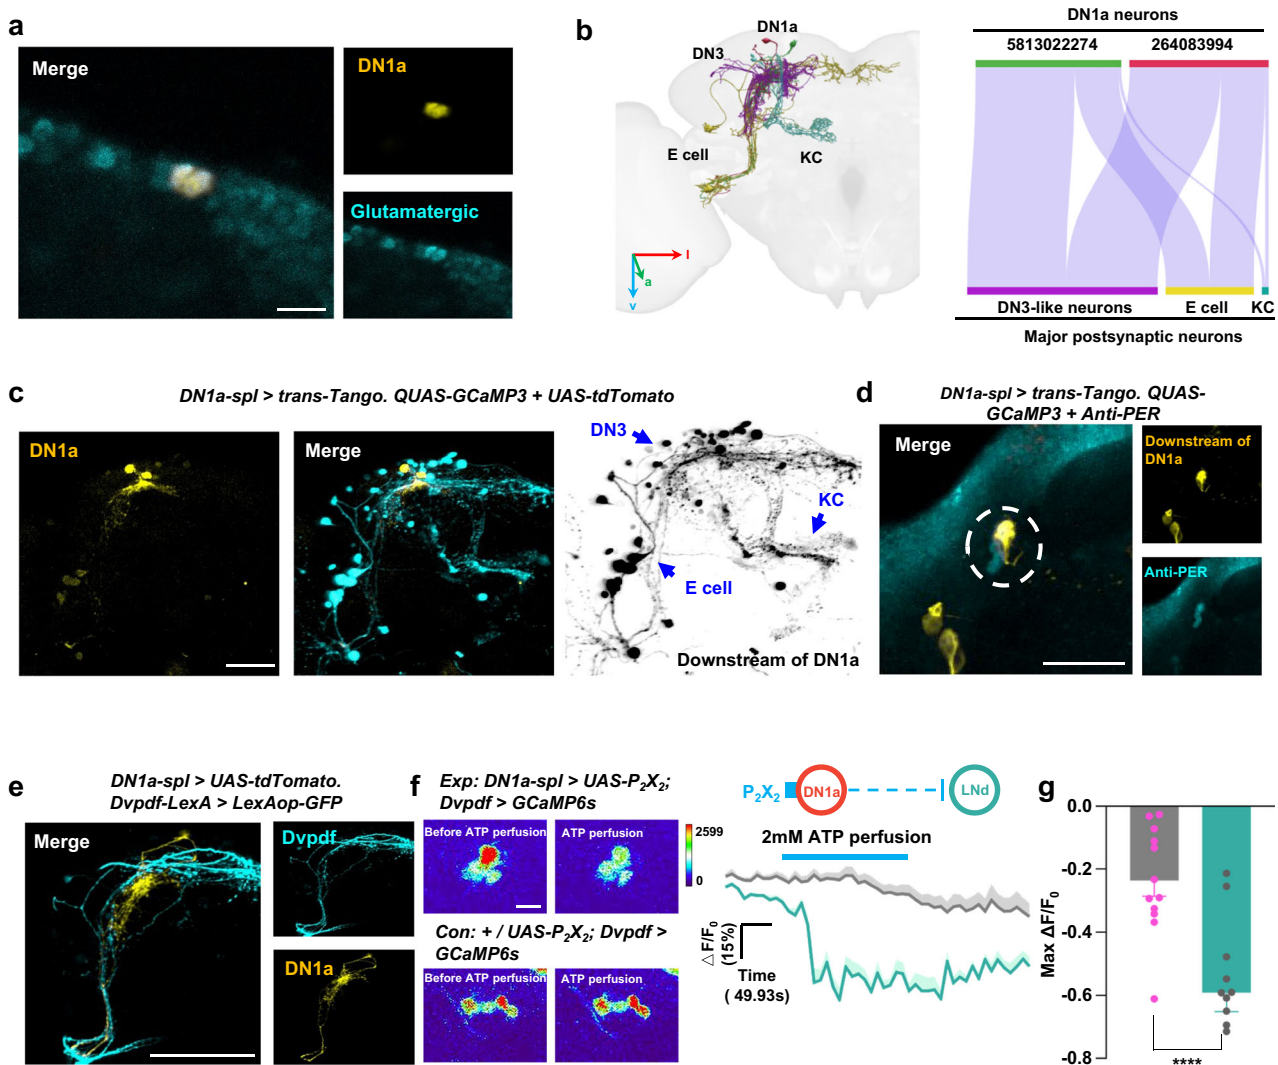 a
Merge
DN1a
Glutamatergic
b
DN1a
DN3
E cell
KC
l
a
v
DN1a neurons
5813022274
264083994
DN3-like neurons
E cell
KC
Major postsynaptic neurons
c
DN1a-spl > trans-Tango. QUAS-GCaMP3 + UAS-tdTomato
DN1a
Merge
DN3
KC
E cell
Downstream of DN1a
d
DN1a-spl > trans-Tango. QUAS-
GCaMP3 + Anti-PER
Merge
Downstream of
DN1a
Anti-PER
e
DN1a-spl > UAS-tdTomato.
Dvpdf-LexA > LexAop-GFP
Merge
Dvpdf
DN1a
f
Exp: DN1a-spl > UAS-P₂X₂;
Dvpdf > GCaMP6s
Before ATP perfusion
ATP perfusion
2599
0
Con: + / UAS-P₂X₂; Dvpdf >
GCaMP6s
Before ATP perfusion
ATP perfusion
P₂X₂
DN1a
LNd
2mM ATP perfusion
△ F/F₀
(15%)
Time
( 49.93s)
g
0.0
-0.2
-0.4
-0.6
-0.8
Max ΔF/F₀
****